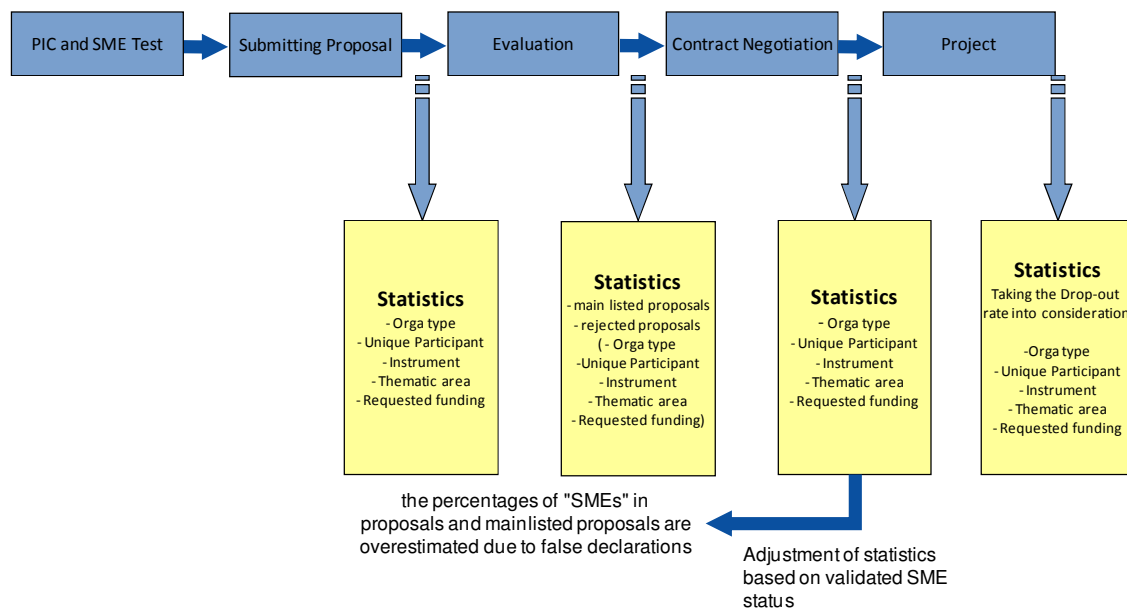 PIC and SME Test
Submitting Proposal
Evaluation
Contract Negotiation
Project
Statistics
- Orga type
- Unique Participant
- Instrument
- Thematic area
- Requested funding
Statistics
- main listed proposals
- rejected proposals
( - Orga type
-Unique Participant
- Instrument
- Thematic area
- Requested funding)
Statistics
- Orga type
- Unique Participant
- Instrument
- Thematic area
- Requested funding
Statistics
Taking the Drop-out
rate into consideration
-Orga type
- Unique Participant
- Instrument
- Thematic area
- Requested funding
the percentages of "SMEs" in
proposals and mainlisted proposals are
overestimated due to false declarations
Adjustment of statistics
based on validated SME
status